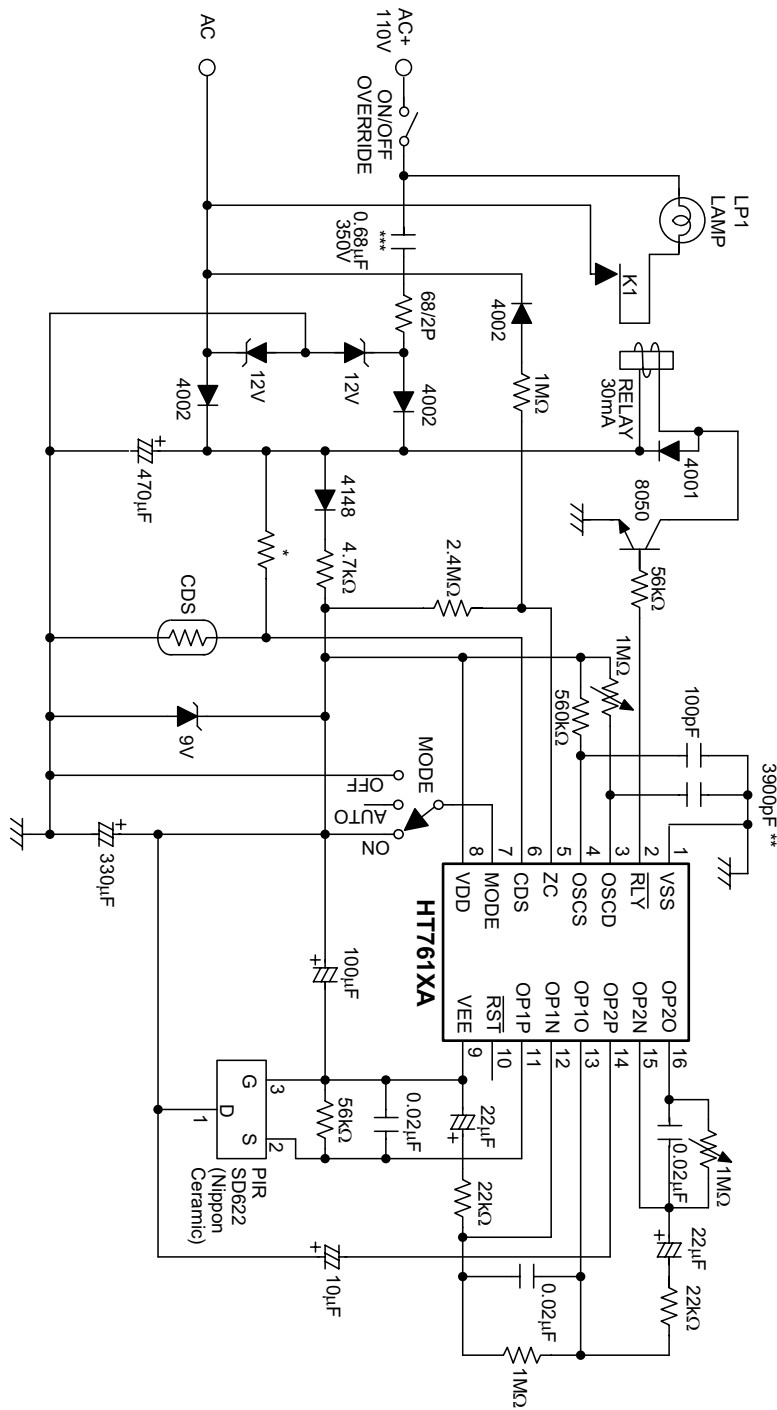 LP1
LAMP
AC+
110V
ON/OFF
OVERRIDE
AC
***
0.68µF
350V
68/2P
K1
4002
1MΩ
RELAY
30mA
4001
8050
56kΩ
12V
12V
4002
4002
470µF
*
4148
4.7kΩ
2.4MΩ
CDS
9V
1MΩ
560kΩ
100pF
3900pF **
MODE
OFF
AUTO
ON
330µF
1
2
3
4
5
6
7
8
VSS
RLY
OSCD
OSCS
ZC
CDS
MODE
VDD
HT761XA
OP2O
OP2N
OP2P
OP1O
OP1N
OP1P
RST
VEE
16
15
14
13
12
11
10
9
100µF
+
G
D
S
3
1
2
PIR
SD622
(Nippon
Ceramic)
56kΩ
0.02µF
22µF
22kΩ
10µF
0.02µF
1MΩ
0.02µF
1MΩ
22µF
22kΩ